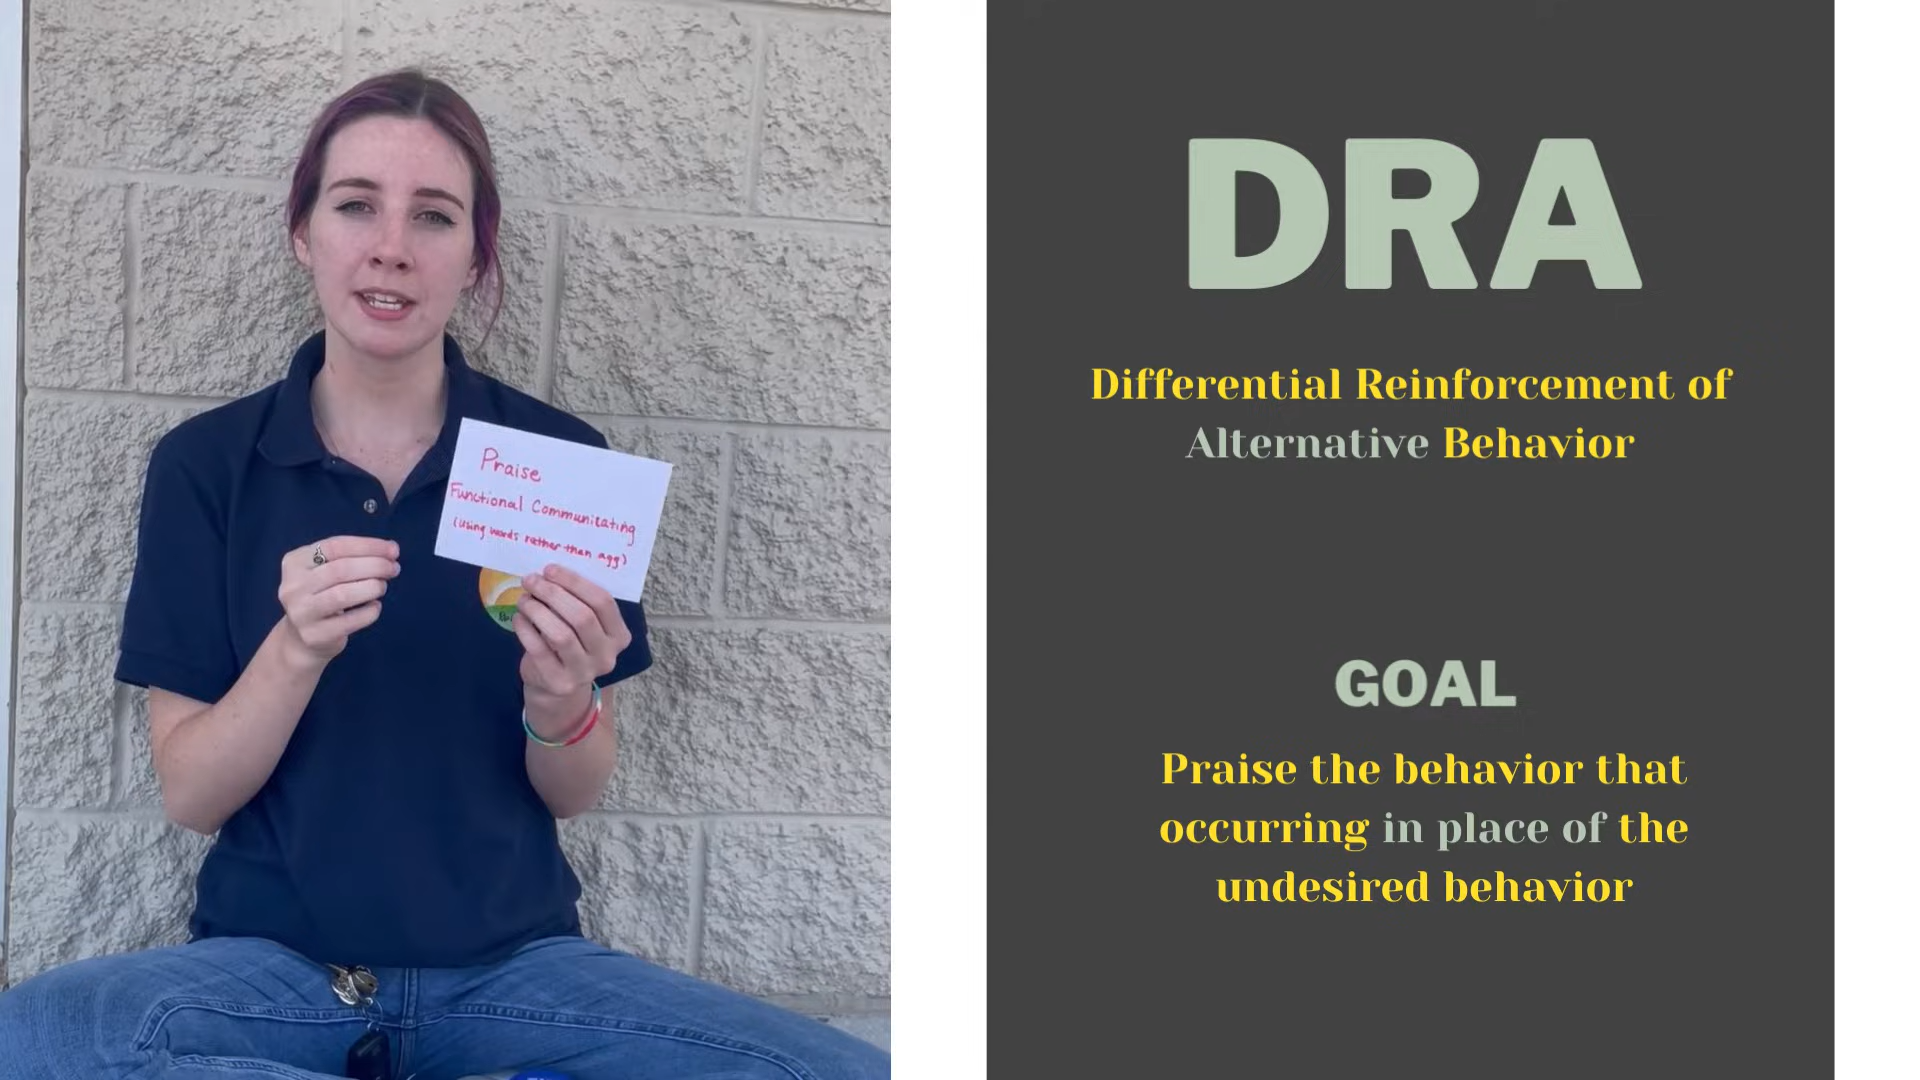 Praise
Functional Communicating
(using words rather than agg)
DRA
Differential Reinforcement of
Alternative Behavior
GOAL
Praise the behavior that
occurring in place of the
undesired behavior